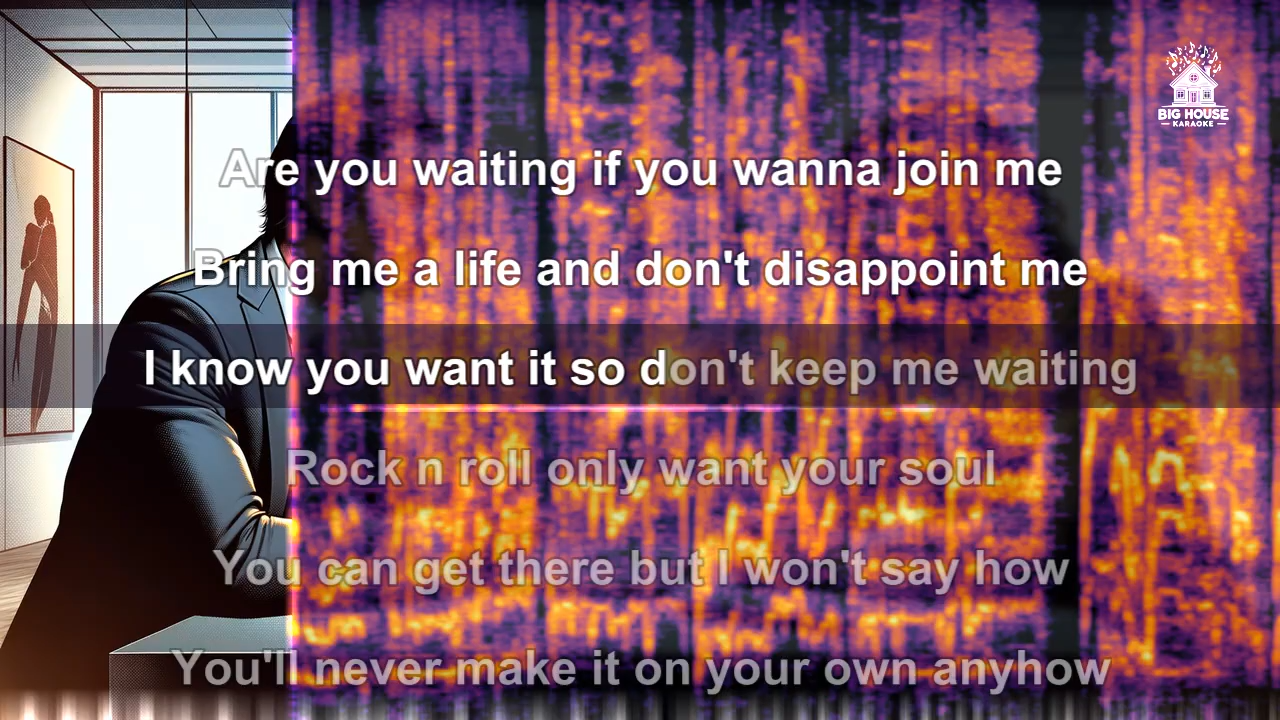 BIG HOUSE
KARAOKE
Are you waiting if you wanna join me
Bring me a life and don't disappoint me
I know you want it so don't keep me waiting
Rock n roll only want your soul
You can get there but I won't say how
You'll never make it on your own anyhow